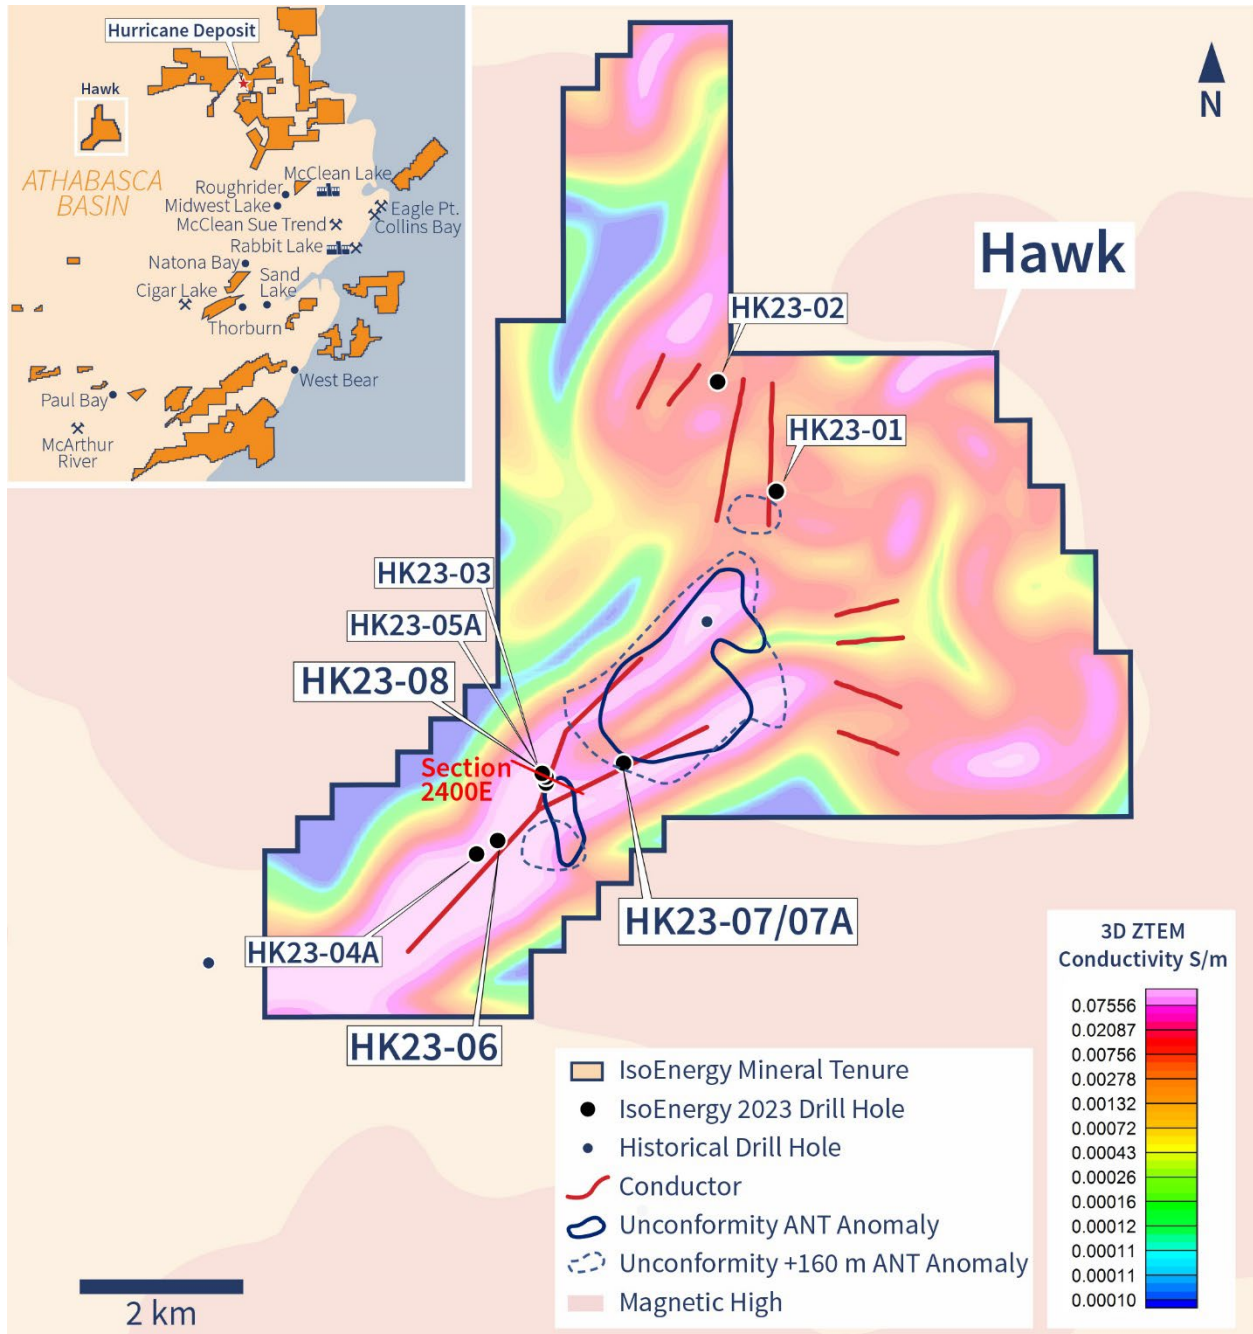 Hurricane Deposit
Hawk
ATHABASCA
BASIN
McClean Lake
Roughrider
Midwest Lake
McClean Sue Trend
Eagle Pt.
Collins Bay
Rabbit Lake
Natona Bay
Sand
Lake
Cigar Lake
Thorburn
West Bear
Paul Bay
McArthur
River
N
Hawk
HK23-02
HK23-01
HK23-03
HK23-05A
HK23-08
Section
2400E
HK23-07/07A
HK23-04A
HK23-06
3D ZTEM
Conductivity S/m
0.07556
0.02087
0.00756
0.00278
0.00132
0.00072
0.00043
0.00026
0.00016
0.00012
0.00011
0.00011
0.00010
IsoEnergy Mineral Tenure
IsoEnergy 2023 Drill Hole
Historical Drill Hole
Conductor
Unconformity ANT Anomaly
Unconformity +160 m ANT Anomaly
Magnetic High
2 km